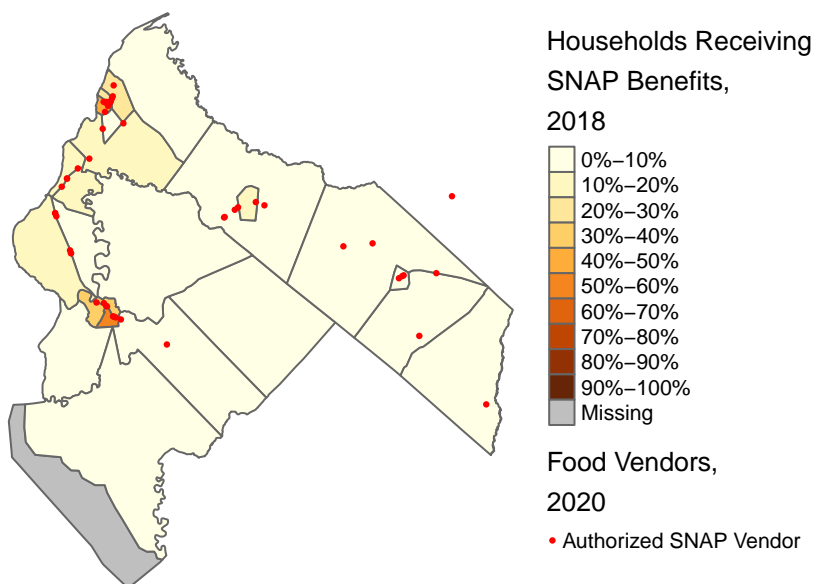 Households Receiving
SNAP Benefits,
2018
0%−10%
10%−20%
20%−30%
30%−40%
40%−50%
50%−60%
60%−70%
70%−80%
80%−90%
90%−100%
Missing
Food Vendors,
2020
Authorized SNAP Vendor